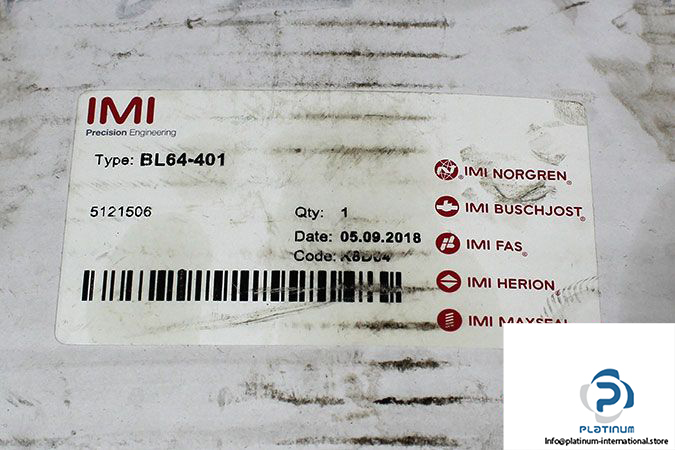 IMI
Precision Engineering
Type: BL64-401
5121506
Qty: 1
Date: 05.09.2018
Code: K8D04
IMI NORGREN®
IMI BUSCHJOST®
IMI FAS®
IMI HERION®
IMI MAXSEAL
PLATINUM
Info@platinum-international.store